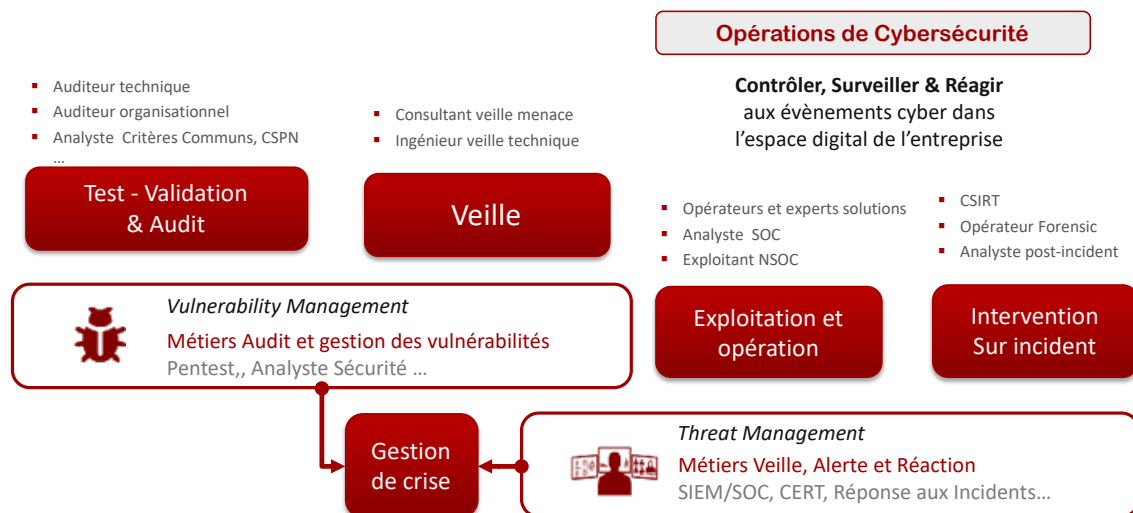 Opérations de Cybersécurité
▪ Auditeur technique
▪ Auditeur organisationnel
▪ Analyste Critères Communs, CSPN
…
Test - Validation
& Audit
▪ Consultant veille menace
▪ Ingénieur veille technique
Veille
Contrôler, Surveiller & Réagir
aux évènements cyber dans
l’espace digital de l’entreprise
▪ Opérateurs et experts solutions
▪ Analyste SOC
▪ Exploitant NSOC
Exploitation et
opération
▪ CSIRT
▪ Opérateur Forensic
▪ Analyste post-incident
Intervention
Sur incident
Vulnerability Management
Métiers Audit et gestion des vulnérabilités
Pentest,, Analyste Sécurité …
Gestion
de crise
Threat Management
Métiers Veille, Alerte et Réaction
SIEM/SOC, CERT, Réponse aux Incidents…